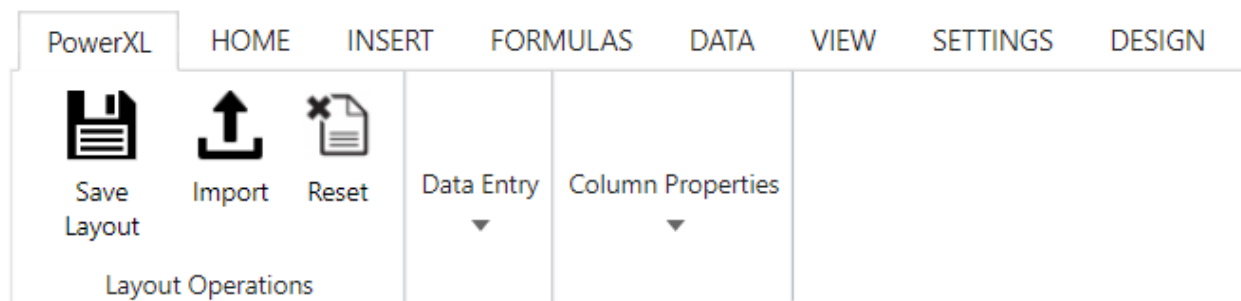 PowerXL HOME INSERT FORMULAS DATA VIEW SETTINGS DESIGN
Save Layout
Import
Reset
Data Entry
Column Properties
Layout Operations